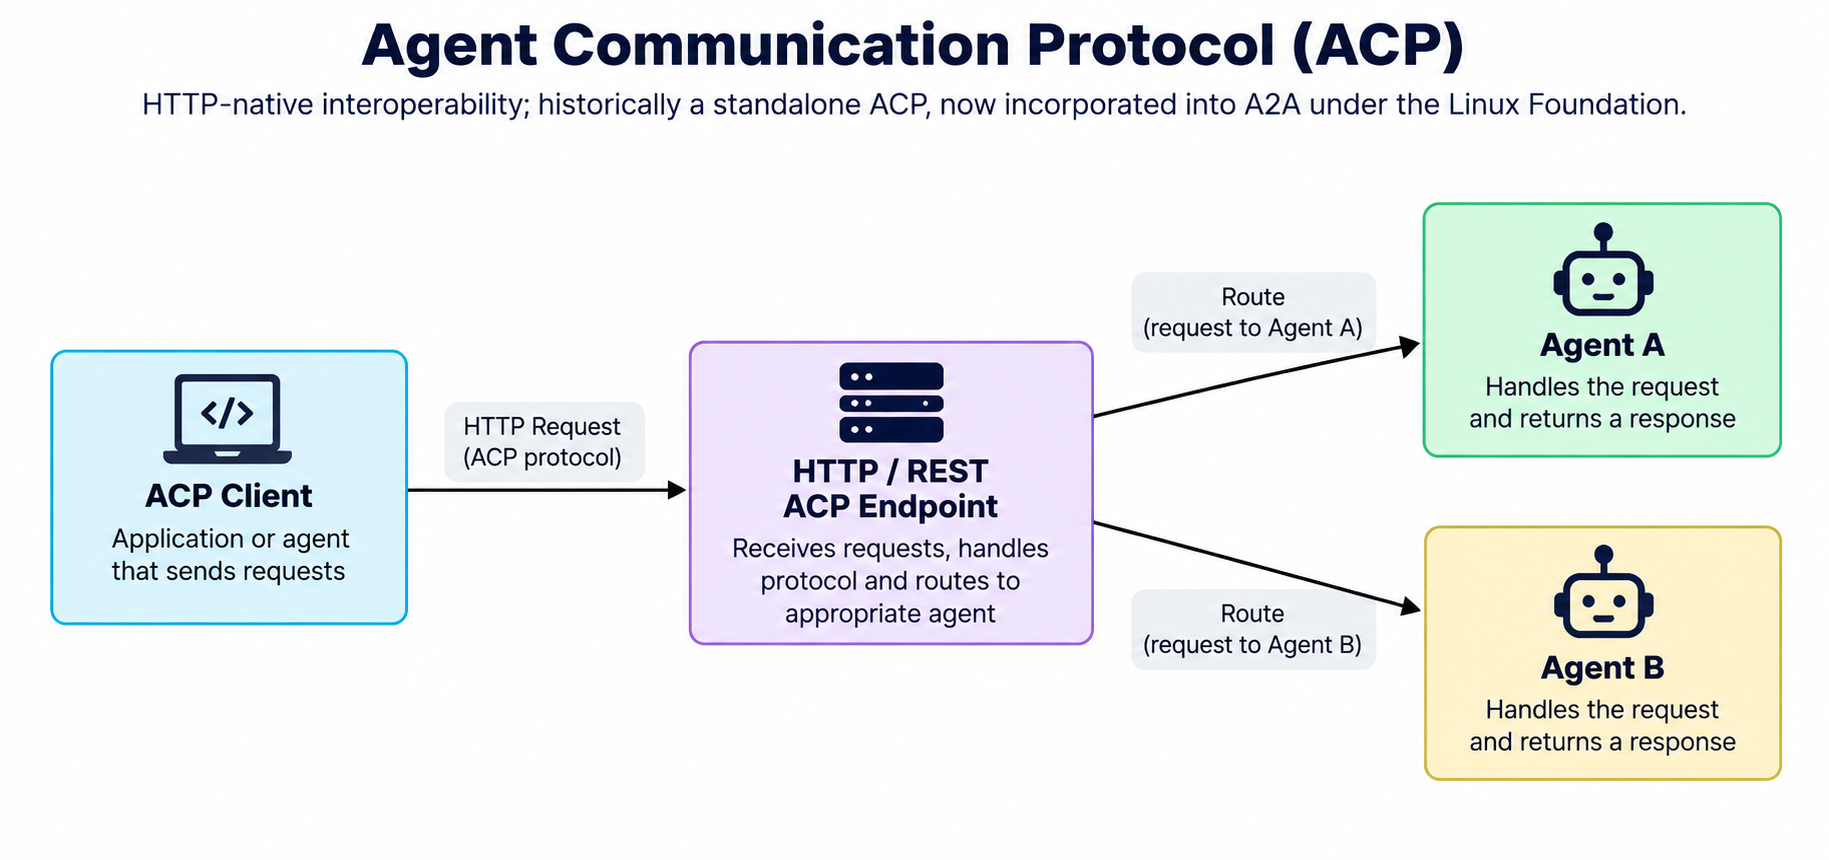 Agent Communication Protocol (ACP)
HTTP-native interoperability; historically a standalone ACP, now incorporated into A2A under the Linux Foundation.
</>
ACP Client
Application or agent
that sends requests
HTTP Request
(ACP protocol)
HTTP / REST
ACP Endpoint
Receives requests, handles
protocol and routes to
appropriate agent
Route
(request to Agent A)
Agent A
Handles the request
and returns a response
Route
(request to Agent B)
Agent B
Handles the request
and returns a response